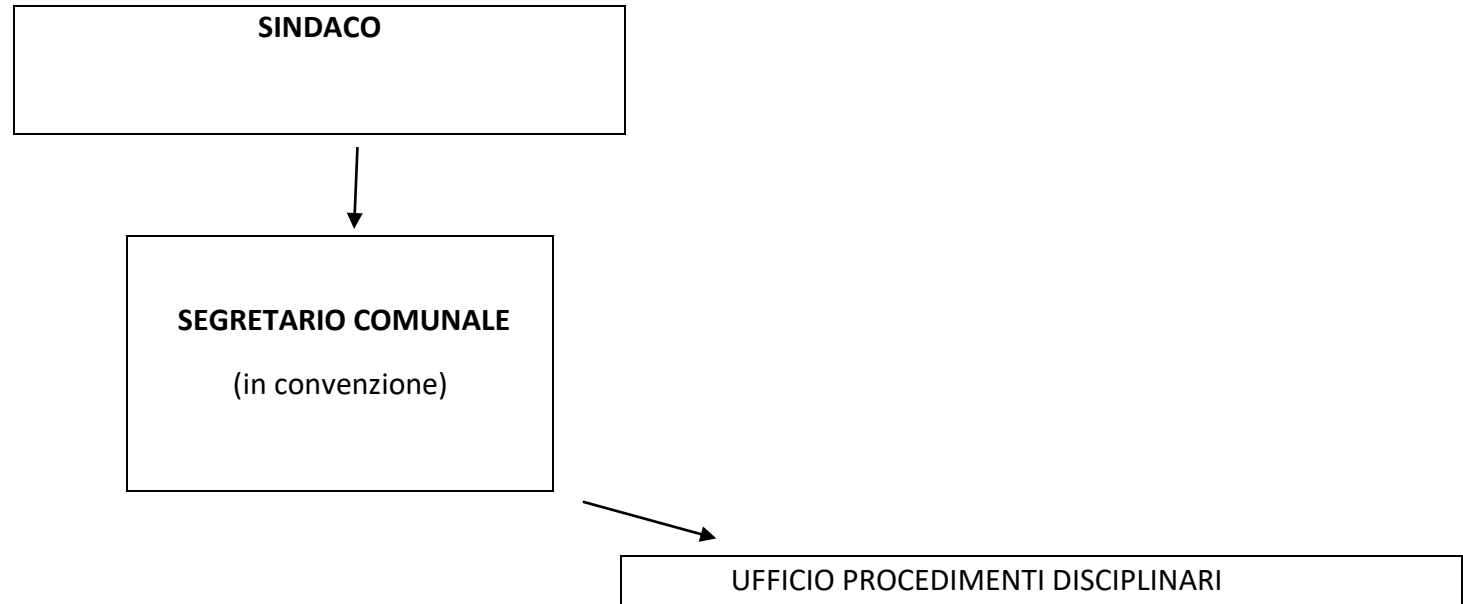 SINDACO
SEGRETARIO COMUNALE
(in convenzione)
UFFICIO PROCEDIMENTI DISCIPLINARI